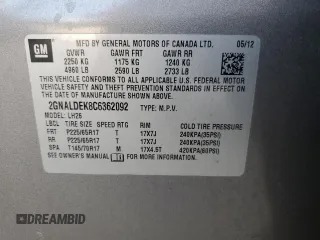 GM
MFD BY GENERAL MOTORS OF CANADA LTD. 05/12
GVWR GAWR FRT GAWR RR
2250 KG 1175 KG 1240 KG
4960 LB 2590 LB 2733 LB
THIS VEHICLE CONFORMS TO ALL APPLICABLE U.S. FEDERAL
MOTOR VEHICLE SAFETY, BUMPER, AND THEFT
PREVENTION STANDARDS IN EFFECT ON THE DATE OF
MANUFACTURE SHOWN ABOVE.
2GNALDEK8C6362092 TYPE: M.P.V.
MODEL: LH26
LBCL TIRE SIZE SPEED RTG RIM COLD TIRE PRESSURE
FRT P225/65R17 T 17X7J 240KPA(35PSI)
RR P225/65R17 T 17X7J 240KPA(35PSI)
SPA T145/70R17 M 17X4.5T 420KPA(60PSI)
SEE OWNER'S MANUAL FOR ADDITIONAL INFORMATION
DREAMBID